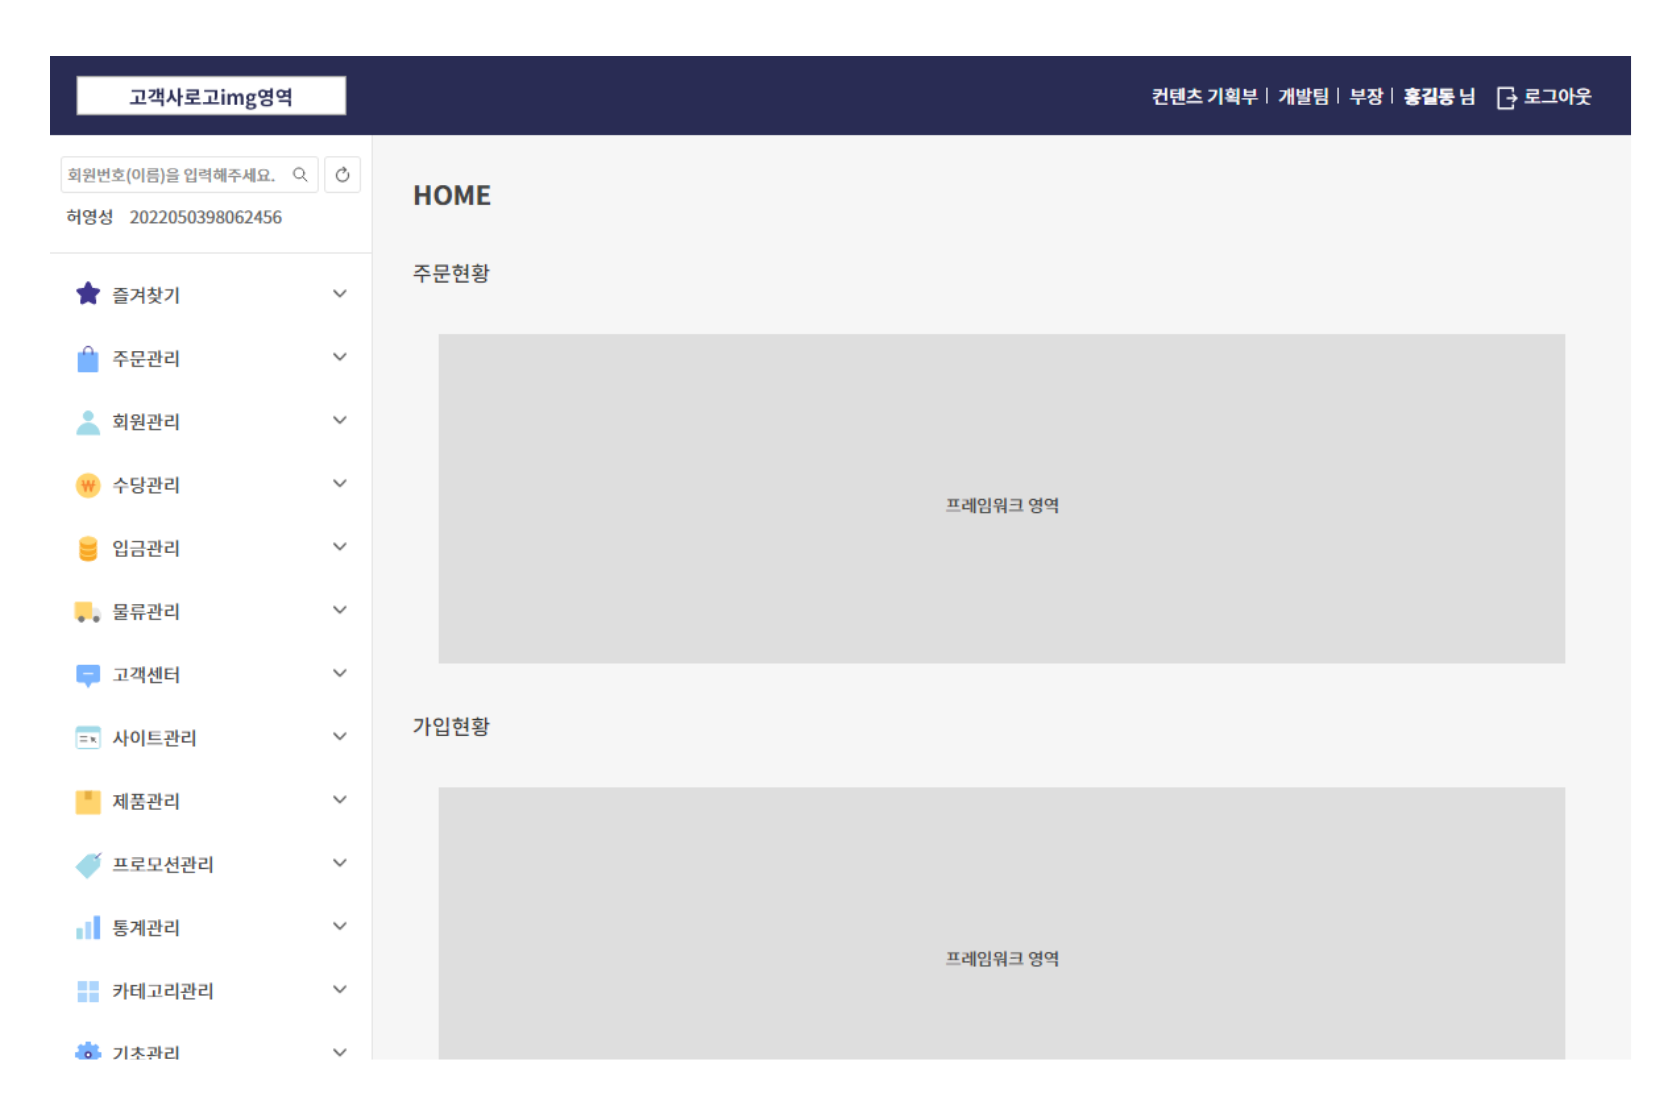 고객사로고img영역
컨텐츠 기획부 | 개발팀 | 부장 | 홍길동 님 로그아웃
회원번호(이름)을 입력해주세요.
허영성 2022050398062456
즐겨찾기
주문관리
회원관리
수당관리
입금관리
물류관리
고객센터
사이트관리
제품관리
프로모션관리
통계관리
카테고리관리
기초관리
HOME
주문현황
프레임워크 영역
가입현황
프레임워크 영역